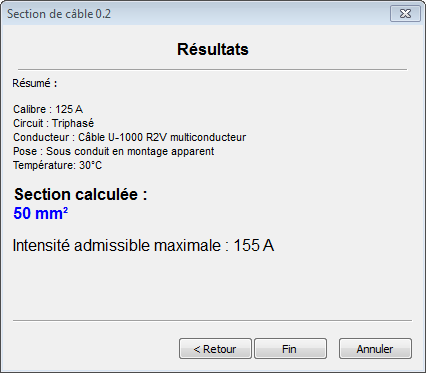 Section de câble 0.2
Résultats
Résumé :
Calibre : 125 A
Circuit : Triphasé
Conducteur : Câble U-1000 R2V multiconducteur
Pose : Sous conduit en montage apparent
Température: 30°C
Section calculée :
50 mm²
Intensité admissible maximale : 155 A
< Retour
Fin
Annuler